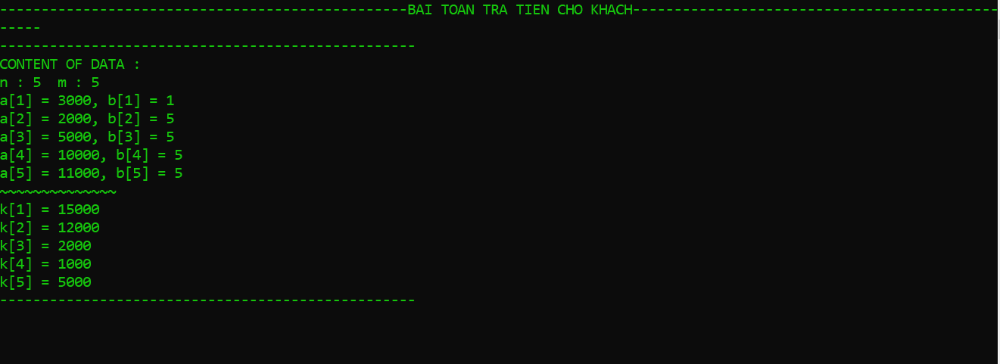 -------------------------------------------------BAI TOAN TRA TIEN CHO KHACH--------------------------------------------
-----
--------------------------------------------------
CONTENT OF DATA :
n : 5  m : 5
a[1] = 3000, b[1] = 1
a[2] = 2000, b[2] = 5
a[3] = 5000, b[3] = 5
a[4] = 10000, b[4] = 5
a[5] = 11000, b[5] = 5
~~~~~~~~~~~~~~
k[1] = 15000
k[2] = 12000
k[3] = 2000
k[4] = 1000
k[5] = 5000
--------------------------------------------------